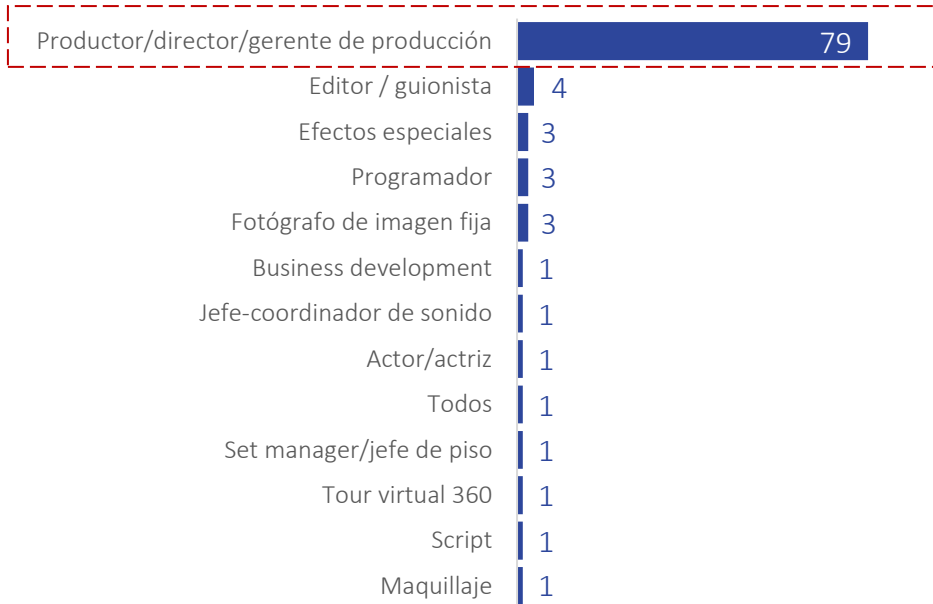 Productor/director/gerente de producción 79
Editor / guionista 4
Efectos especiales 3
Programador 3
Fotógrafo de imagen fija 3
Business development 1
Jefe-coordinador de sonido 1
Actor/actriz 1
Todos 1
Set manager/jefe de piso 1
Tour virtual 360 1
Script 1
Maquillaje 1